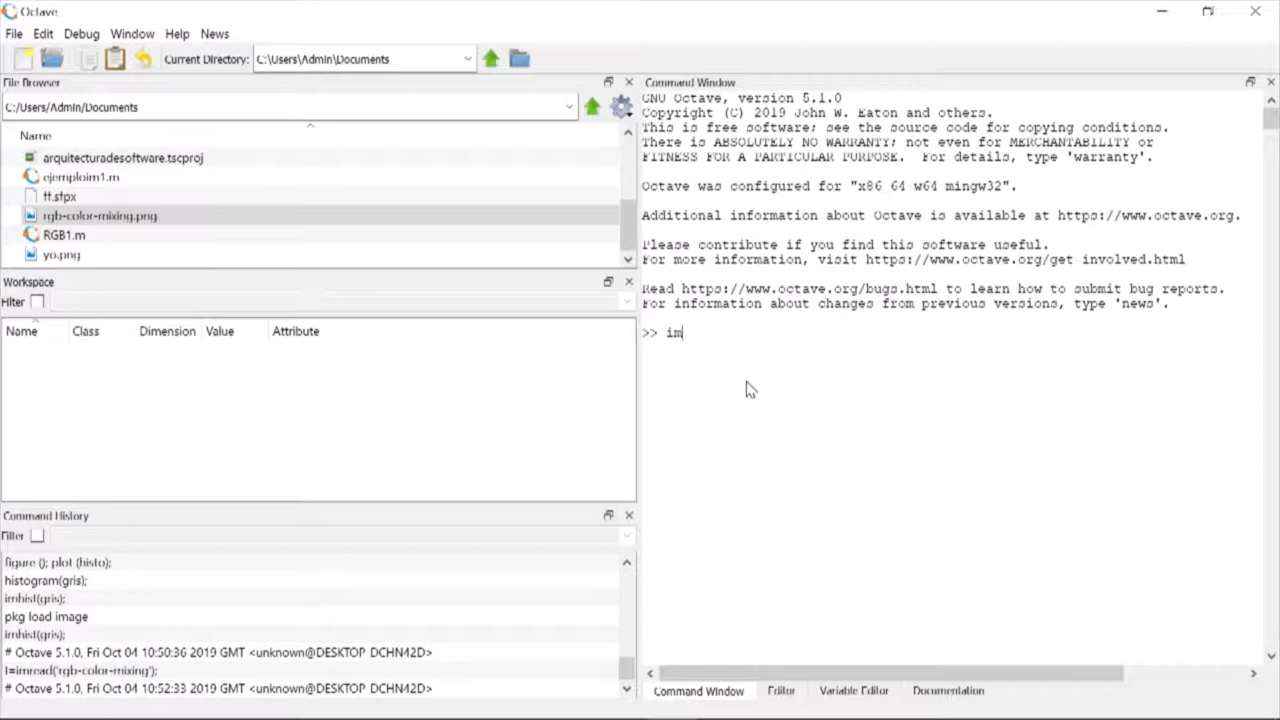 Octave
File Edit Debug Window Help News
Current Directory: C:\Users\Admin\Documents
File Browser
C:/Users/Admin/Documents
Name
arquitecturadesoftware.tscproj
ejemploim1.m
ff.sfpx
rgb-color-mixing.png
RGB1.m
yo.png
Workspace
Filter
Name Class Dimension Value Attribute
Command History
Filter
figure (); plot (histo);
histogram(gris);
imhist(gris);
pkg load image
imhist(gris);
# Octave 5.1.0, Fri Oct 04 10:50:36 2019 GMT <unknown@DESKTOP DCHN42D>
I=imread('rgb-color-mixing');
# Octave 5.1.0, Fri Oct 04 10:52:33 2019 GMT <unknown@DESKTOP DCHN42D>
Command Window
GNU Octave, version 5.1.0
Copyright (C) 2019 John W. Eaton and others.
This is free software; see the source code for copying conditions.
There is ABSOLUTELY NO WARRANTY; not even for MERCHANTABILITY or
FITNESS FOR A PARTICULAR PURPOSE.  For details, type 'warranty'.
Octave was configured for "x86 64 w64 mingw32".
Additional information about Octave is available at https://www.octave.org.
Please contribute if you find this software useful.
For more information, visit https://www.octave.org/get involved.html
Read https://www.octave.org/bugs.html to learn how to submit bug reports.
For information about changes from previous versions, type 'news'.
>> im
Command Window Editor Variable Editor Documentation